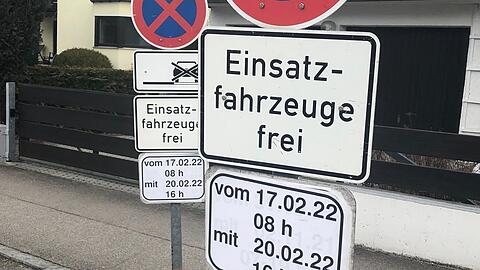 Einsatz-
fahrzeuge
frei
vom 17.02.22
08 h
mit 20.02.22
16 h
Einsatz-
fahrzeuge
frei
vom 17.02.22
08 h
mit 20.02.22
16 h